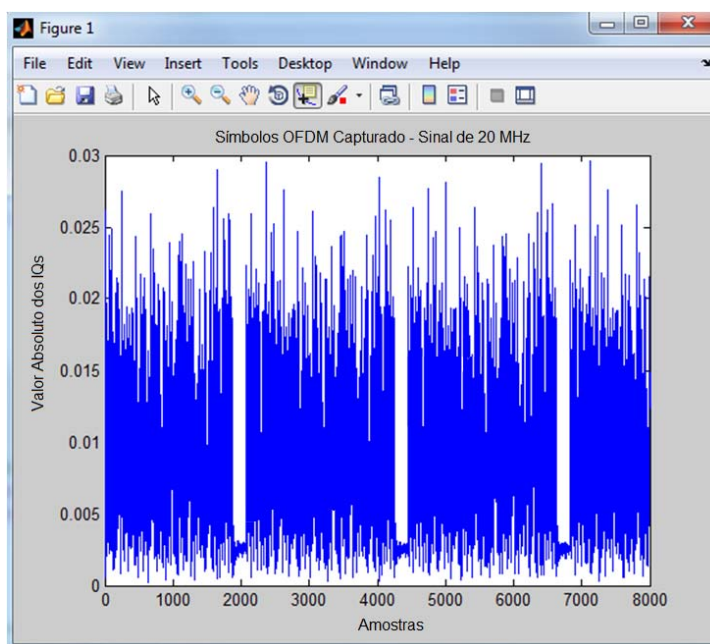 Figure 1
File Edit View Insert Tools Desktop Window Help
Símbolos OFDM Capturado - Sinal de 20 MHz
0.03
0.025
0.02
0.015
0.01
0.005
0
Valor Absoluto dos IQs
0 1000 2000 3000 4000 5000 6000 7000 8000
Amostras